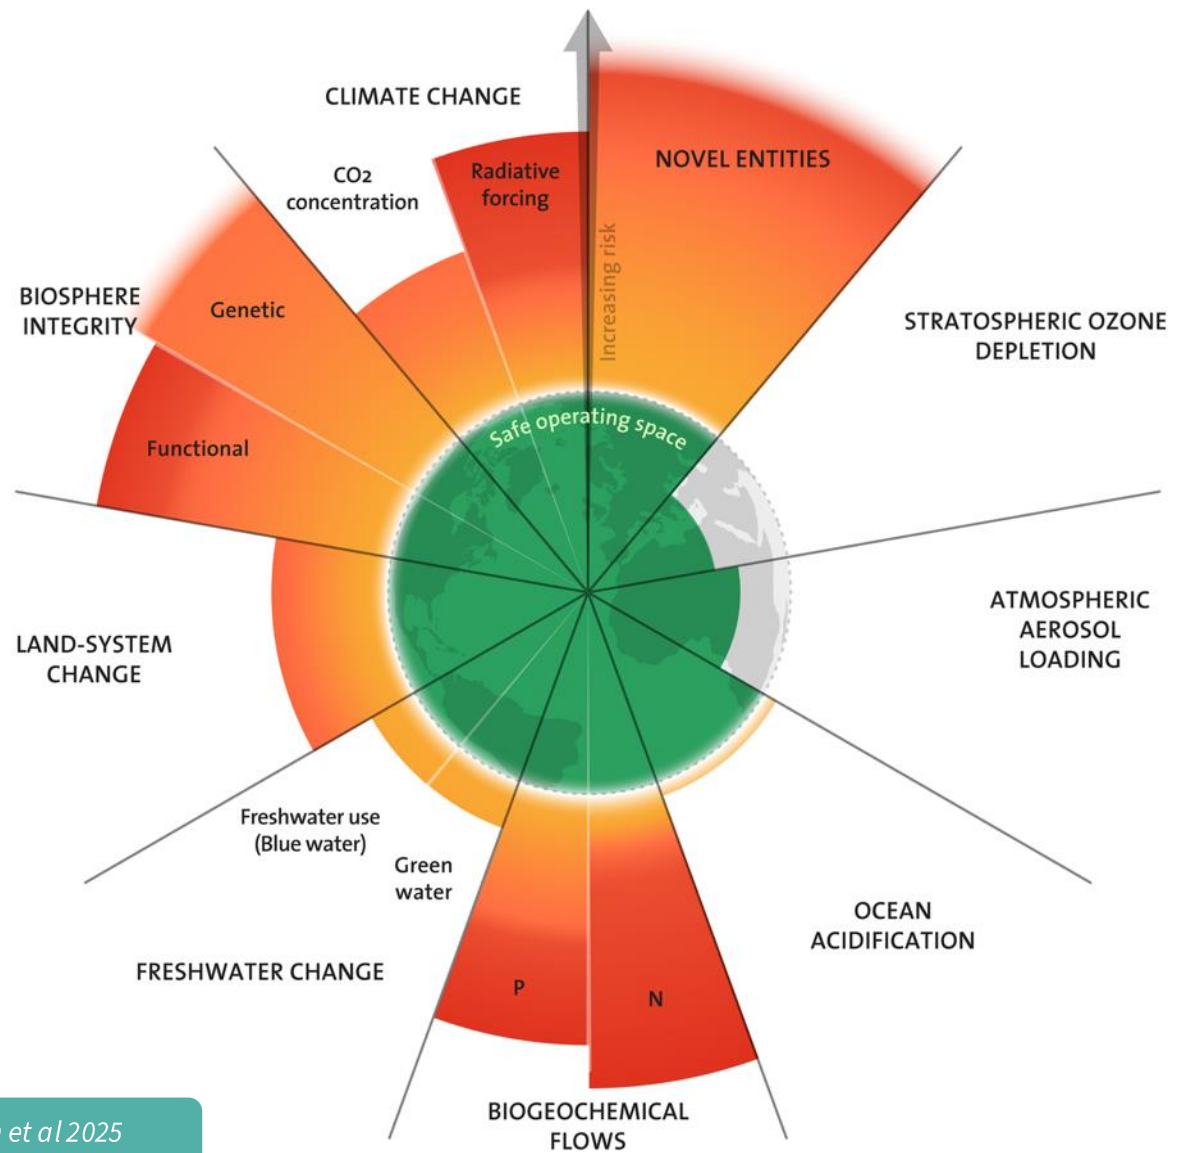 CLIMATE CHANGE
CO2
concentration
Radiative
forcing
NOVEL ENTITIES
Increasing risk
BIOSPHERE
INTEGRITY
Genetic
Functional
STRATOSPHERIC OZONE
DEPLETION
Safe operating space
ATMOSPHERIC
AEROSOL
LOADING
LAND-SYSTEM
CHANGE
Freshwater use
(Blue water)
Green
water
FRESHWATER CHANGE
OCEAN
ACIDIFICATION
P
N
BIOGEOCHEMICAL
FLOWS
et al 2025